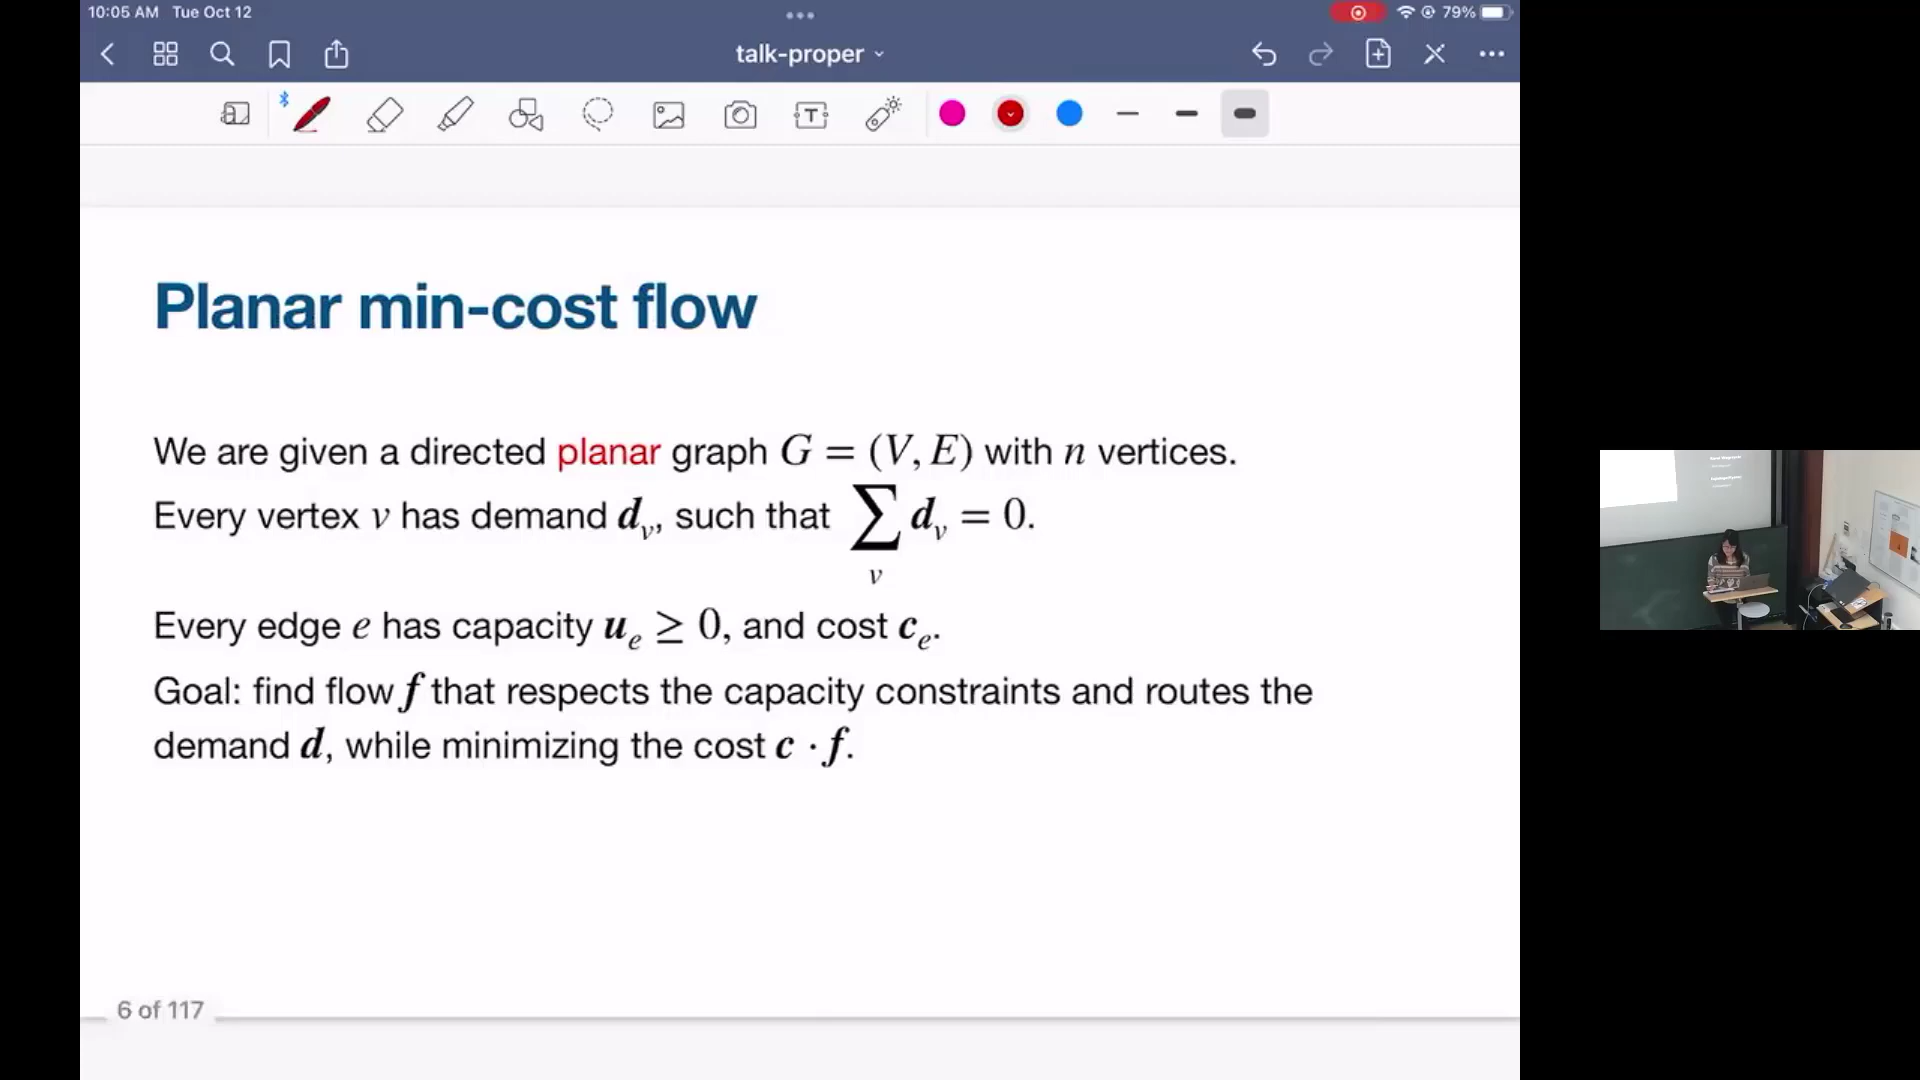 10:05 AM Tue Oct 12
79%
talk-proper
Planar min-cost flow
We are given a directed planar graph G = (V, E) with n vertices.
Every vertex v has demand d_v, such that ∑_v d_v = 0.
Every edge e has capacity u_e ≥ 0, and cost c_e.
Goal: find flow f that respects the capacity constraints and routes the
demand d, while minimizing the cost c · f.
6 of 117